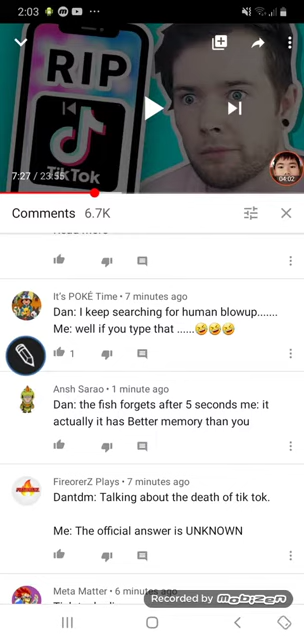 2:03
RIP
TikTok
7:27 / 23:55
04:02
Comments 6.7K
Read more
It's POKÉ Time • 7 minutes ago
Dan: I keep searching for human blowup.......
Me: well if you type that ......🤣🤣🤣
1
Ansh Sarao • 1 minute ago
Dan: the fish forgets after 5 seconds me: it
actually it has Better memory than you
FireorerZ Plays • 7 minutes ago
Dantdm: Talking about the death of tik tok.
Me: The official answer is UNKNOWN
Meta Matter • 6 minutes ago
Recorded by MOBIZEN